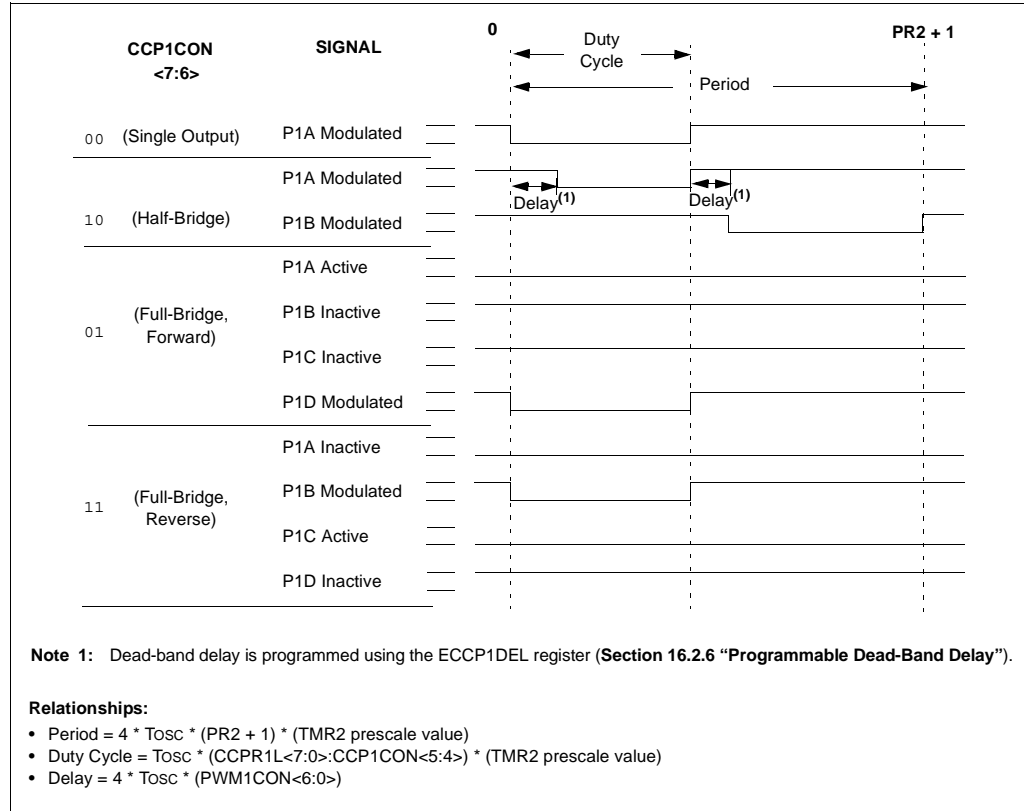 0
PR2 + 1
CCP1CON
<7:6>
SIGNAL
Duty
Cycle
Period
00 (Single Output) P1A Modulated
P1A Modulated
Delay(1) Delay(1)
10 (Half-Bridge) P1B Modulated
P1A Active
01 (Full-Bridge,
Forward)
P1B Inactive
P1C Inactive
P1D Modulated
P1A Inactive
11 (Full-Bridge,
Reverse)
P1B Modulated
P1C Active
P1D Inactive
Note 1: Dead-band delay is programmed using the ECCP1DEL register (Section 16.2.6 “Programmable Dead-Band Delay”).
Relationships:
• Period = 4 * TOSC * (PR2 + 1) * (TMR2 prescale value)
• Duty Cycle = TOSC * (CCPR1L<7:0>:CCP1CON<5:4>) * (TMR2 prescale value)
• Delay = 4 * TOSC * (PWM1CON<6:0>)